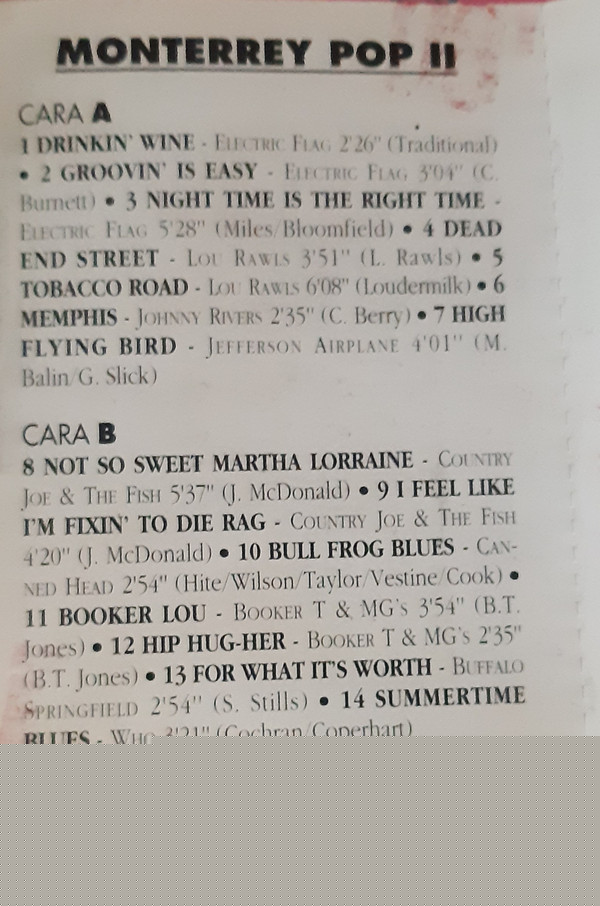 MONTERREY POP II
CARA A
1 DRINKIN' WINE - ELECTRIC FLAG 2'26" (Traditional)
• 2 GROOVIN' IS EASY - ELECTRIC FLAG 3'04" (C.
Burnett) • 3 NIGHT TIME IS THE RIGHT TIME -
ELECTRIC FLAG 5'28" (Miles/Bloomfield) • 4 DEAD
END STREET - LOU RAWLS 3'51" (L. Rawls) • 5
TOBACCO ROAD - LOU RAWLS 6'08" (Loudermilk) • 6
MEMPHIS - JOHNNY RIVERS 2'35" (C. Berry) • 7 HIGH
FLYING BIRD - JEFFERSON AIRPLANE 4'01" (M.
Balin/G. Slick)
CARA B
8 NOT SO SWEET MARTHA LORRAINE - COUNTRY
JOE & THE FISH 5'37" (J. McDonald) • 9 I FEEL LIKE
I'M FIXIN' TO DIE RAG - COUNTRY JOE & THE FISH
4'20" (J. McDonald) • 10 BULL FROG BLUES - CAN-
NED HEAD 2'54" (Hite/Wilson/Taylor/Vestine/Cook) •
11 BOOKER LOU - BOOKER T & MG's 3'54" (B.T.
Jones) • 12 HIP HUG-HER - BOOKER T & MG's 2'35"
(B.T. Jones) • 13 FOR WHAT IT'S WORTH - BUFFALO
SPRINGFIELD 2'54" (S. Stills) • 14 SUMMERTIME
BLUES - WHO 3'21" (Cochran/Coperhart)